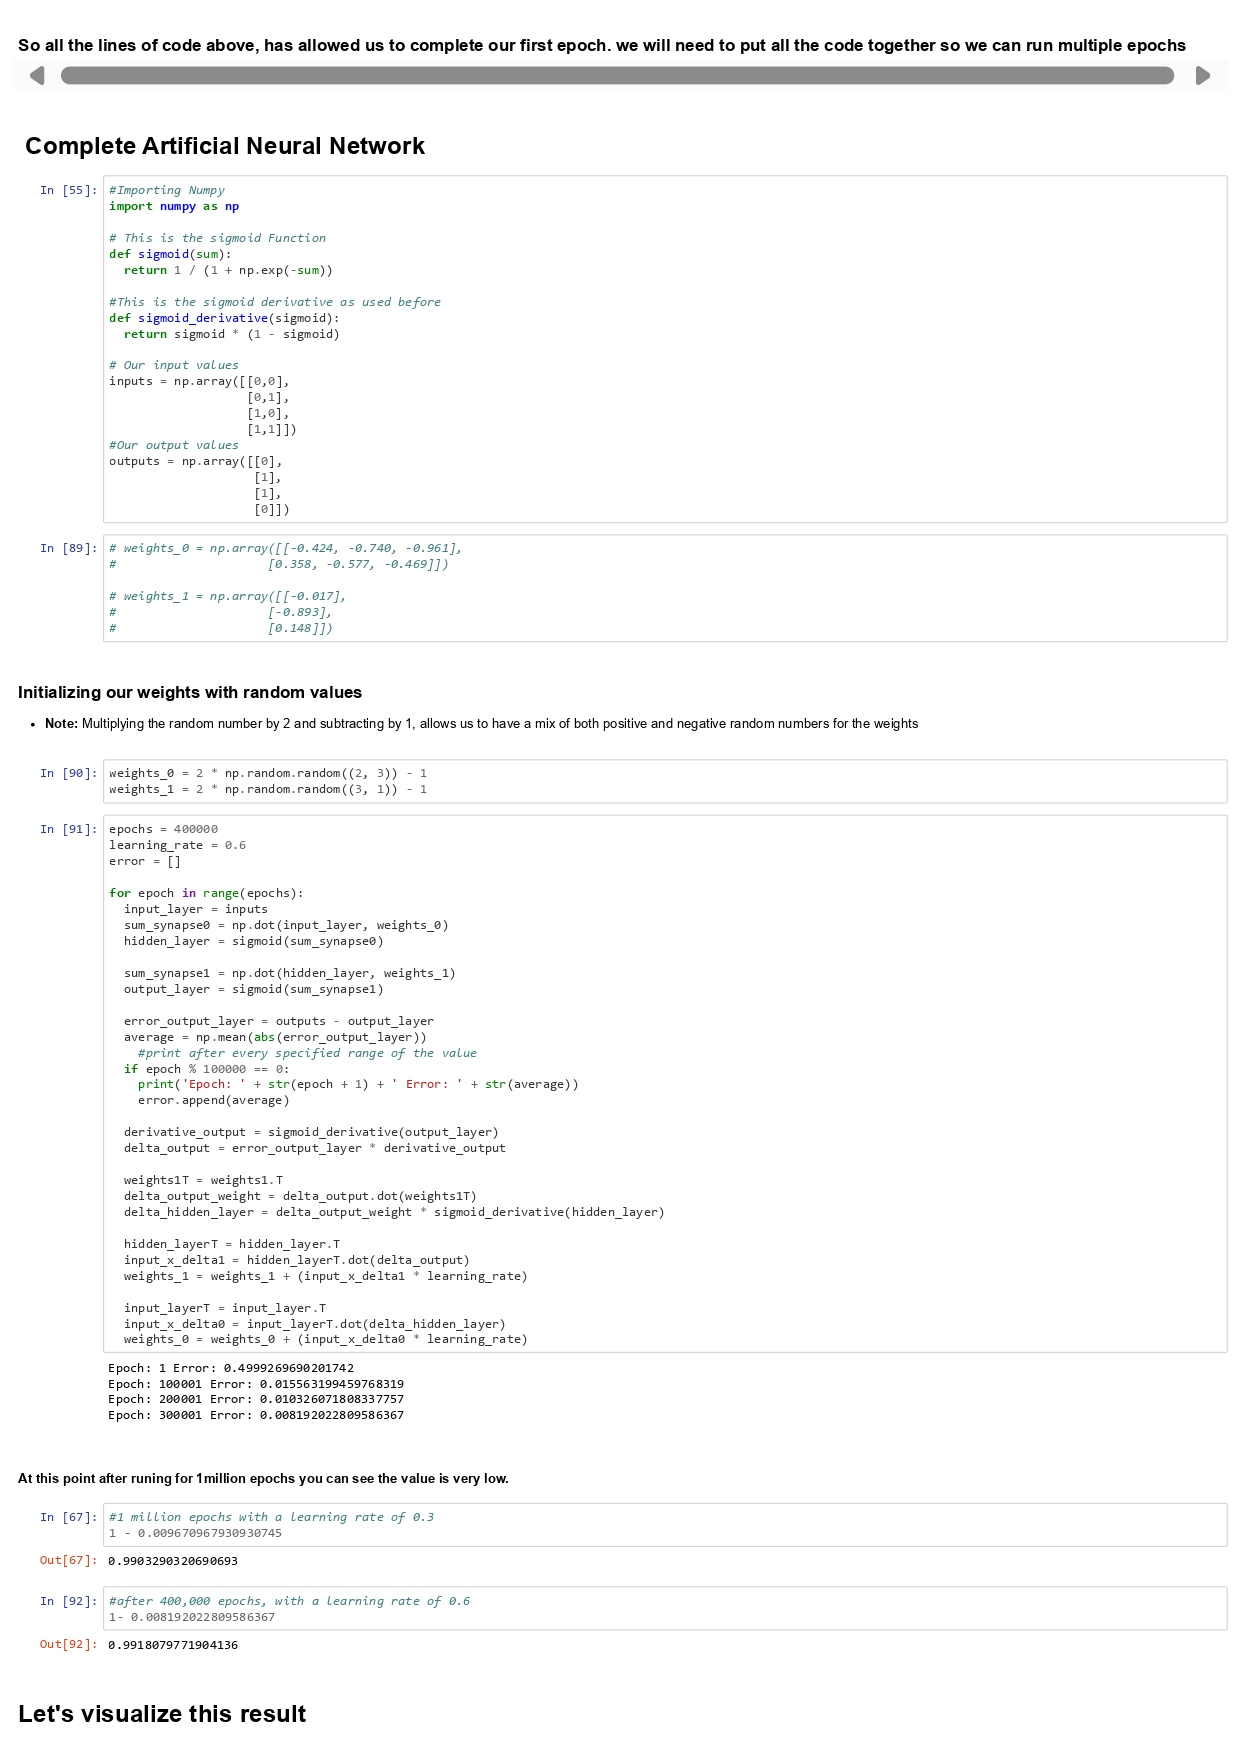 So all the lines of code above, has allowed us to complete our first epoch. we will need to put all the code together so we can run multiple epochs
Complete Artificial Neural Network
In [55]: #Importing Numpy
import numpy as np

# This is the sigmoid Function
def sigmoid(sum):
  return 1 / (1 + np.exp(-sum))

#This is the sigmoid derivative as used before
def sigmoid_derivative(sigmoid):
  return sigmoid * (1 - sigmoid)

# Our input values
inputs = np.array([[0,0],
                   [0,1],
                   [1,0],
                   [1,1]])
#Our output values
outputs = np.array([[0],
                    [1],
                    [1],
                    [0]])
In [89]: # weights_0 = np.array([[-0.424, -0.740, -0.961],
#                     [0.358, -0.577, -0.469]])

# weights_1 = np.array([[-0.017],
#                     [-0.893],
#                     [0.148]])
Initializing our weights with random values
• Note: Multiplying the random number by 2 and subtracting by 1, allows us to have a mix of both positive and negative random numbers for the weights
In [90]: weights_0 = 2 * np.random.random((2, 3)) - 1
weights_1 = 2 * np.random.random((3, 1)) - 1
In [91]: epochs = 400000
learning_rate = 0.6
error = []

for epoch in range(epochs):
  input_layer = inputs
  sum_synapse0 = np.dot(input_layer, weights_0)
  hidden_layer = sigmoid(sum_synapse0)

  sum_synapse1 = np.dot(hidden_layer, weights_1)
  output_layer = sigmoid(sum_synapse1)

  error_output_layer = outputs - output_layer
  average = np.mean(abs(error_output_layer))
    #print after every specified range of the value
  if epoch % 100000 == 0:
    print('Epoch: ' + str(epoch + 1) + ' Error: ' + str(average))
    error.append(average)

  derivative_output = sigmoid_derivative(output_layer)
  delta_output = error_output_layer * derivative_output

  weights1T = weights1.T
  delta_output_weight = delta_output.dot(weights1T)
  delta_hidden_layer = delta_output_weight * sigmoid_derivative(hidden_layer)

  hidden_layerT = hidden_layer.T
  input_x_delta1 = hidden_layerT.dot(delta_output)
  weights_1 = weights_1 + (input_x_delta1 * learning_rate)

  input_layerT = input_layer.T
  input_x_delta0 = input_layerT.dot(delta_hidden_layer)
  weights_0 = weights_0 + (input_x_delta0 * learning_rate)
Epoch: 1 Error: 0.4999269690201742
Epoch: 100001 Error: 0.015563199459768319
Epoch: 200001 Error: 0.010326071808337757
Epoch: 300001 Error: 0.008192022809586367
At this point after runing for 1million epochs you can see the value is very low.
In [67]: #1 million epochs with a learning rate of 0.3
1 - 0.009670967930930745
Out[67]: 0.9903290320690693
In [92]: #after 400,000 epochs, with a learning rate of 0.6
1- 0.008192022809586367
Out[92]: 0.9918079771904136
Let's visualize this result